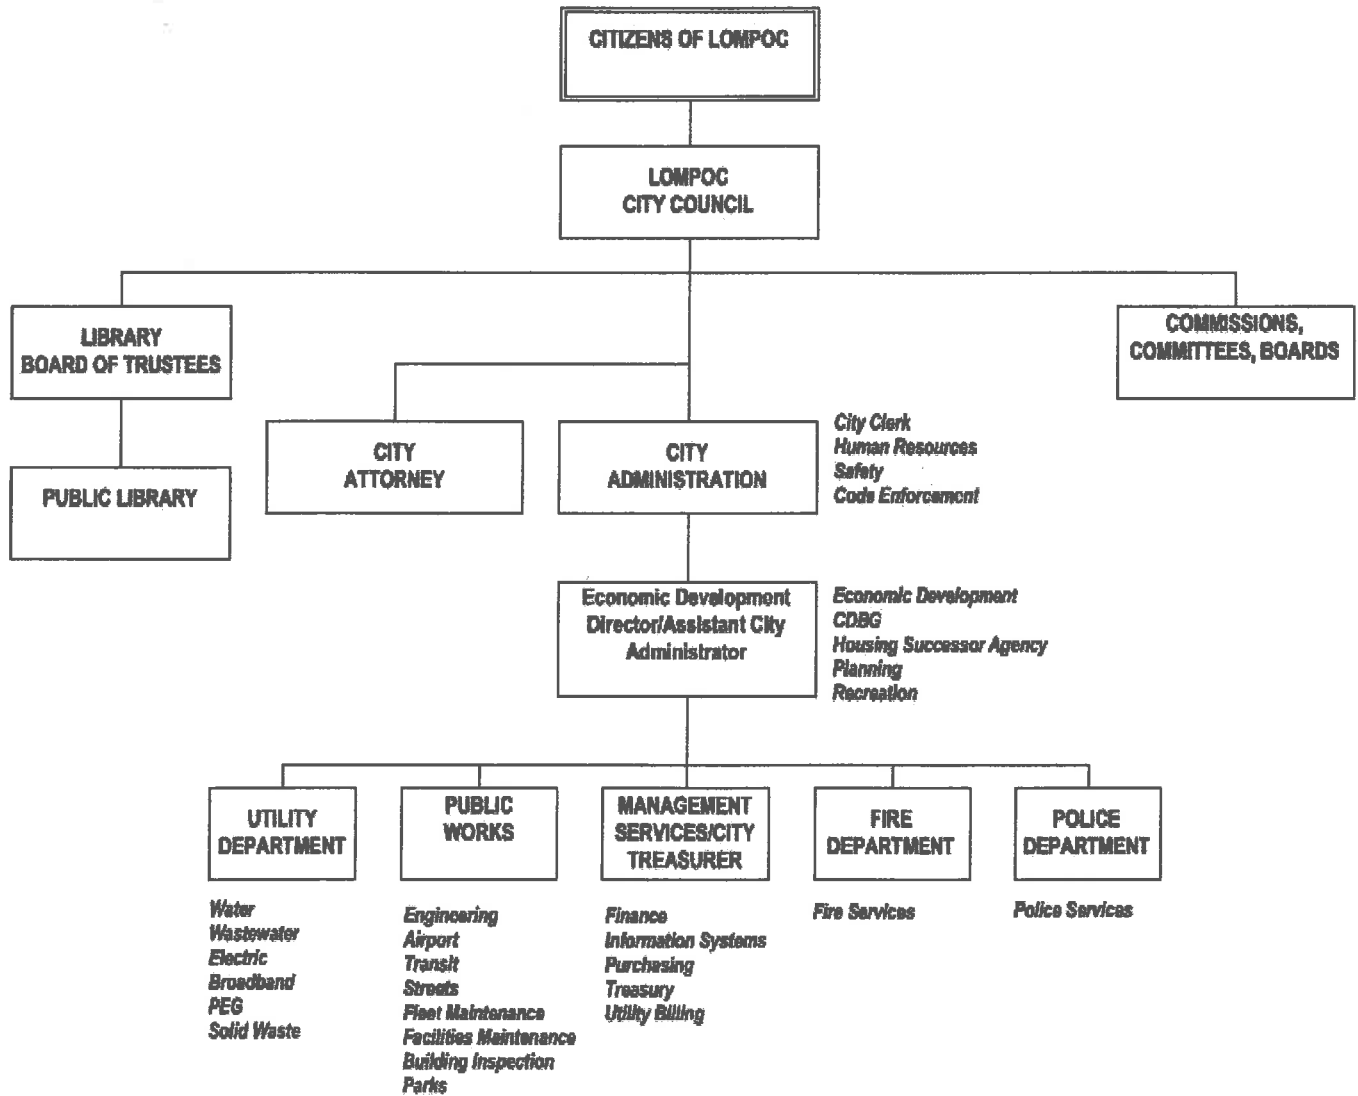 CITIZENS OF LOMPOC
LOMPOC
CITY COUNCIL
LIBRARY
BOARD OF TRUSTEES
COMMISSIONS,
COMMITTEES, BOARDS
PUBLIC LIBRARY
CITY
ATTORNEY
CITY
ADMINISTRATION
City Clerk
Human Resources
Safety
Code Enforcement
Economic Development
Director/Assistant City
Administrator
Economic Development
CDBG
Housing Successor Agency
Planning
Recreation
UTILITY
DEPARTMENT
PUBLIC
WORKS
MANAGEMENT
SERVICES/CITY
TREASURER
FIRE
DEPARTMENT
POLICE
DEPARTMENT
Water
Wastewater
Electric
Broadband
PEG
Solid Waste
Engineering
Airport
Transit
Streets
Fleet Maintenance
Facilities Maintenance
Building Inspection
Parks
Finance
Information Systems
Purchasing
Treasury
Utility Billing
Fire Services
Police Services